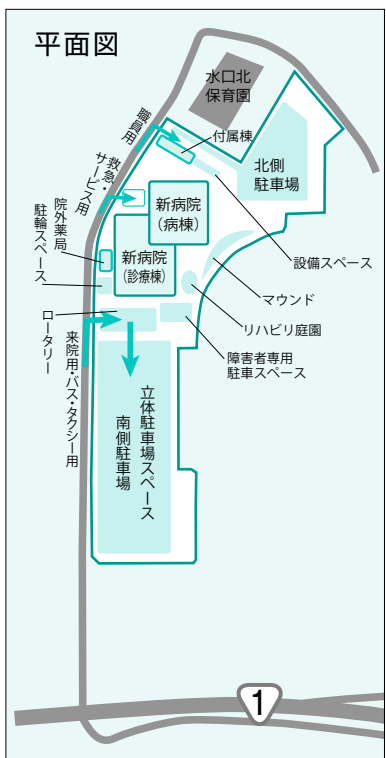 平面図
水口北
保育園
職員用
付属棟
救急・
サービス用
北側
駐車場
新病院
（病棟）
院外薬局
駐輪スペース
新病院
（診療棟）
設備スペース
マウンド
リハビリ庭園
ロータリー
障害者専用
駐車スペース
来院用・バス・タクシー用
立体駐車場スペース
南側駐車場
1